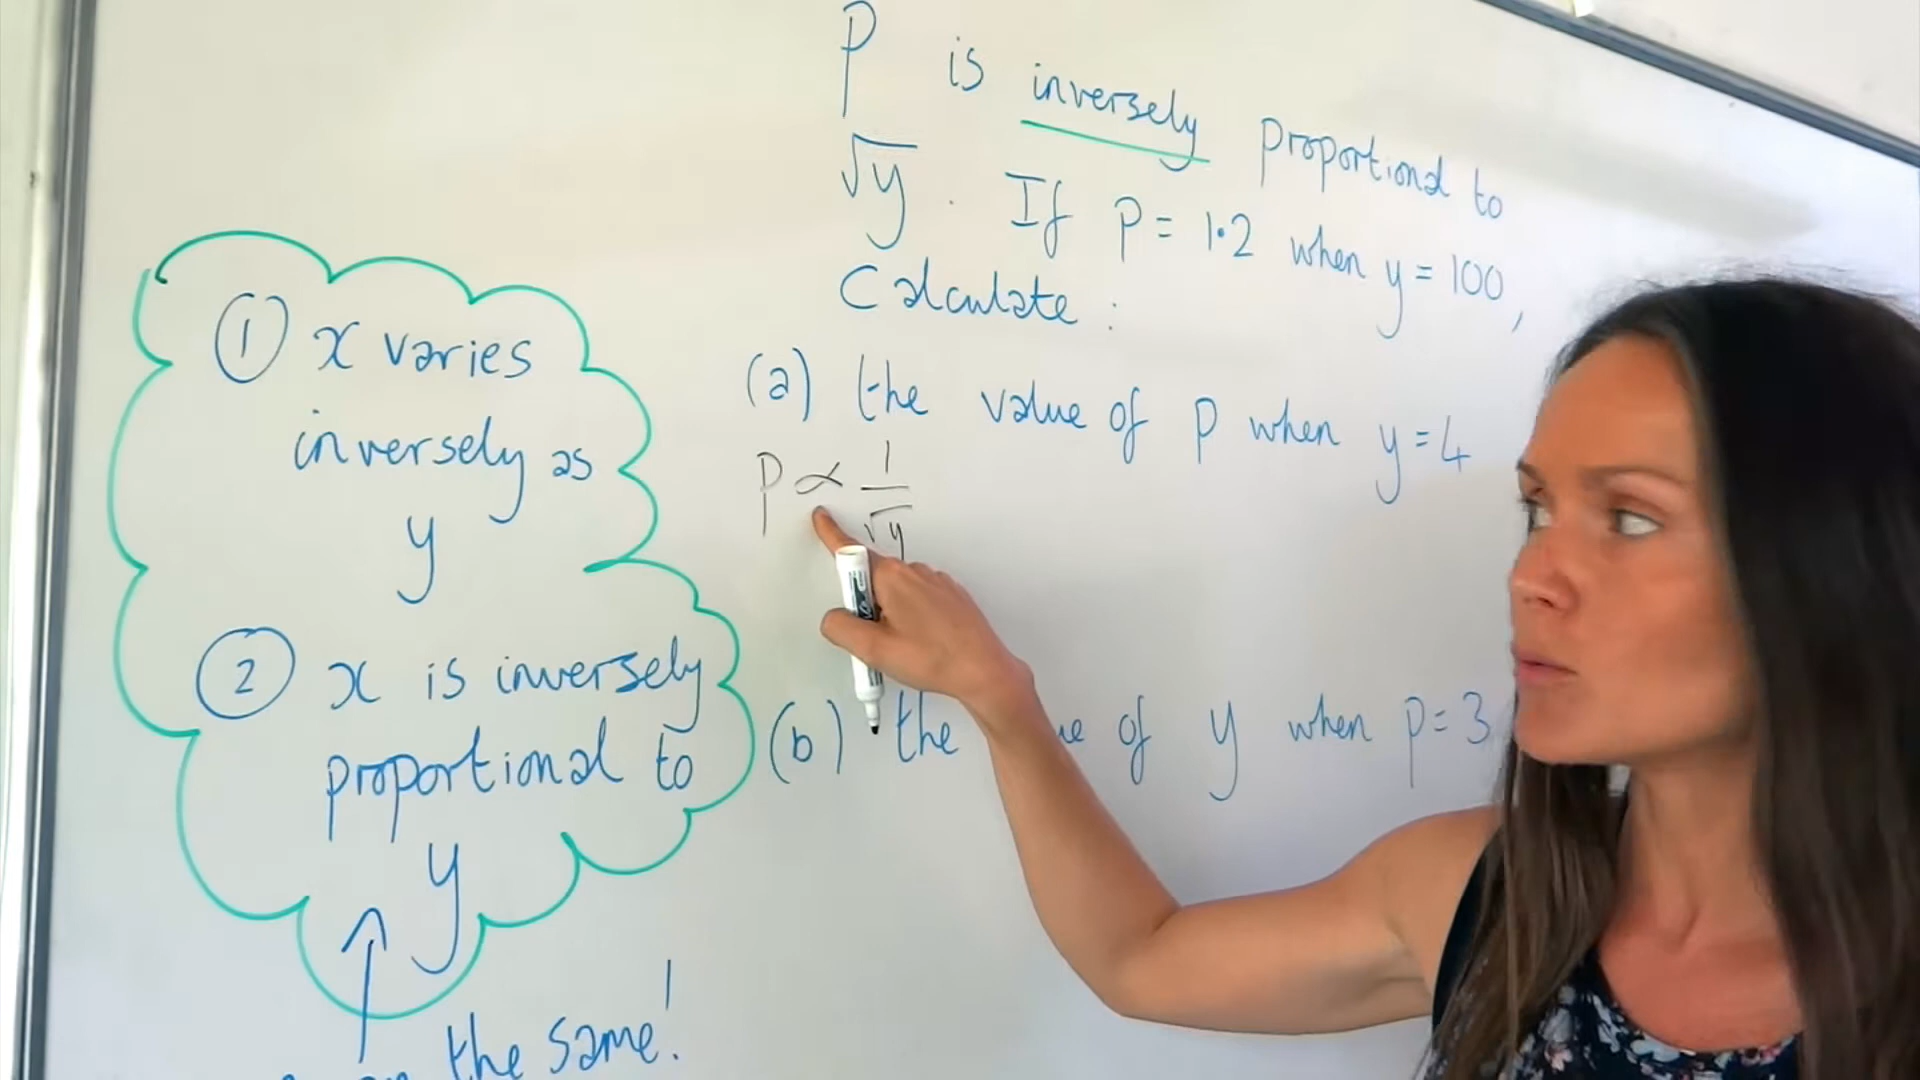 P is inversely proportional to
√y. If P = 1.2 when y = 100,
Calculate:
(a) the value of P when y = 4
P ∝ 1/√y
(b) the of y when P = 3
① x varies
inversely as
y
② x is inversely
proportional to
y
the same!